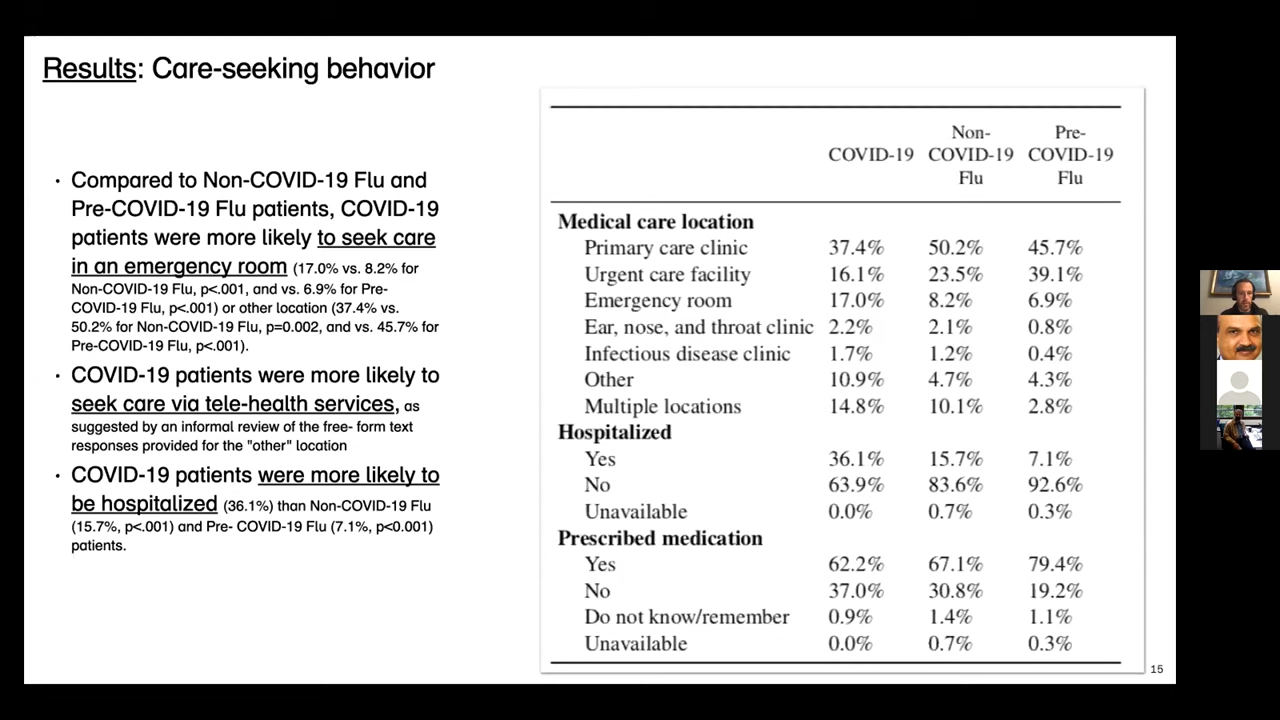 Results: Care-seeking behavior
• Compared to Non-COVID-19 Flu and
Pre-COVID-19 Flu patients, COVID-19
patients were more likely to seek care
in an emergency room (17.0% vs. 8.2% for
Non-COVID-19 Flu, p<.001, and vs. 6.9% for Pre-
COVID-19 Flu, p<.001) or other location (37.4% vs.
50.2% for Non-COVID-19 Flu, p=0.002, and vs. 45.7% for
Pre-COVID-19 Flu, p<.001).
• COVID-19 patients were more likely to
seek care via tele-health services, as
suggested by an informal review of the free- form text
responses provided for the "other" location
• COVID-19 patients were more likely to
be hospitalized (36.1%) than Non-COVID-19 Flu
(15.7%, p<.001) and Pre- COVID-19 Flu (7.1%, p<0.001)
patients.
Non- Pre-
COVID-19 COVID-19 COVID-19
Flu Flu
Medical care location
Primary care clinic 37.4% 50.2% 45.7%
Urgent care facility 16.1% 23.5% 39.1%
Emergency room 17.0% 8.2% 6.9%
Ear, nose, and throat clinic 2.2% 2.1% 0.8%
Infectious disease clinic 1.7% 1.2% 0.4%
Other 10.9% 4.7% 4.3%
Multiple locations 14.8% 10.1% 2.8%
Hospitalized
Yes 36.1% 15.7% 7.1%
No 63.9% 83.6% 92.6%
Unavailable 0.0% 0.7% 0.3%
Prescribed medication
Yes 62.2% 67.1% 79.4%
No 37.0% 30.8% 19.2%
Do not know/remember 0.9% 1.4% 1.1%
Unavailable 0.0% 0.7% 0.3%
15